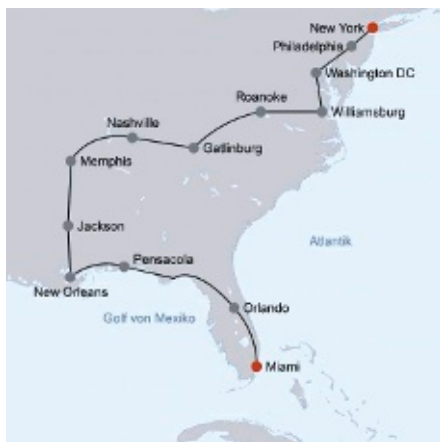 New York
Philadelphia
Washington DC
Roanoke
Williamsburg
Nashville
Gatlinburg
Memphis
Jackson
Atlantik
Pensacola
New Orleans
Orlando
Golf von Mexiko
Miami